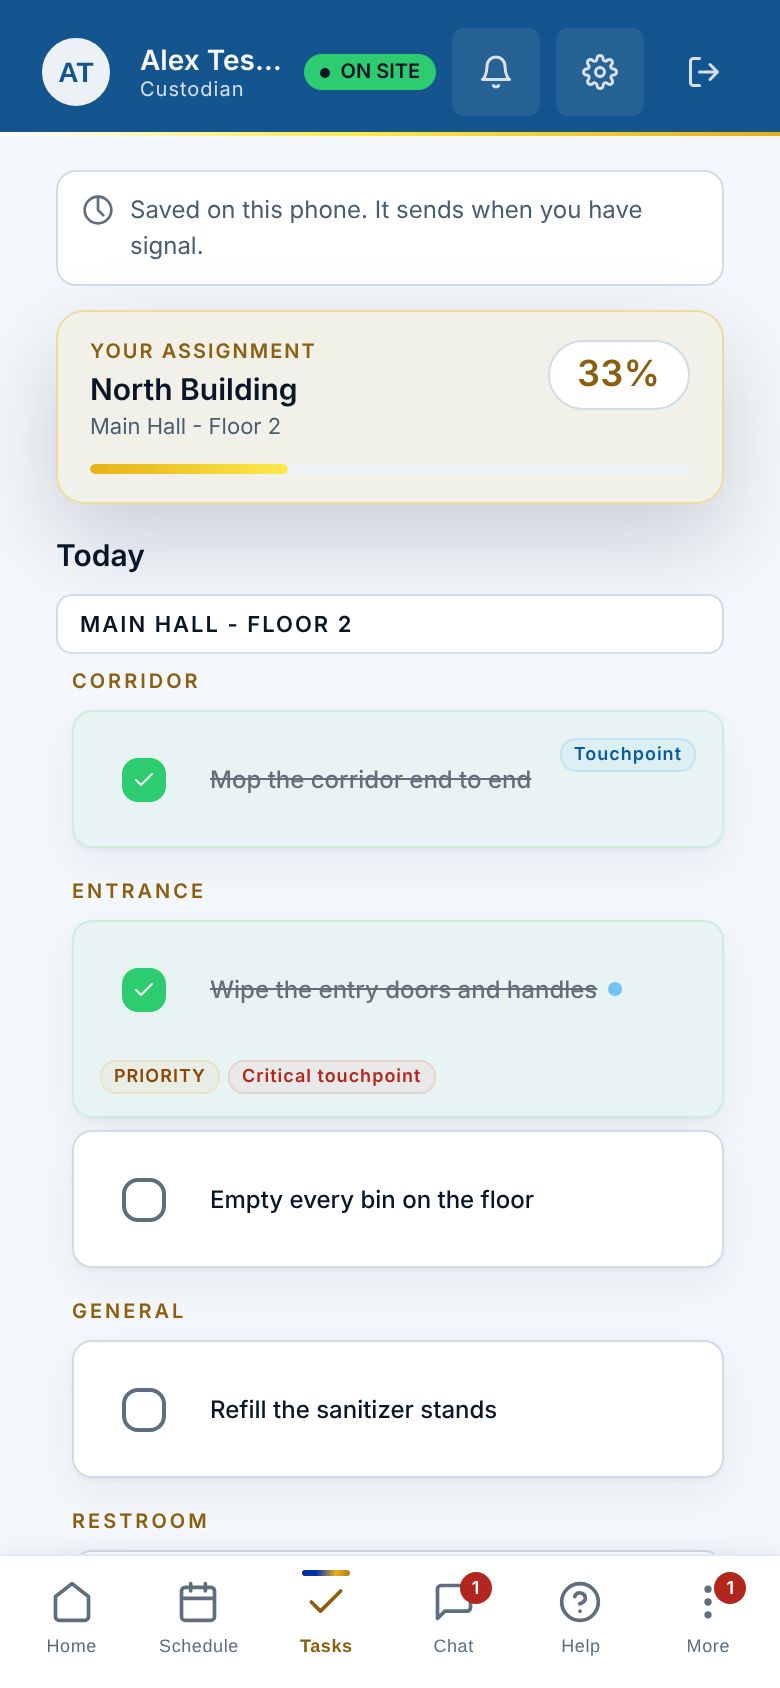 AT
Alex Tes...
Custodian
ON SITE
Saved on this phone. It sends when you have
signal.
YOUR ASSIGNMENT
North Building
Main Hall - Floor 2
33%
Today
MAIN HALL - FLOOR 2
CORRIDOR
Mop the corridor end to end
Touchpoint
ENTRANCE
Wipe the entry doors and handles
PRIORITY
Critical touchpoint
Empty every bin on the floor
GENERAL
Refill the sanitizer stands
RESTROOM
Home
Schedule
Tasks
1
Chat
Help
1
More